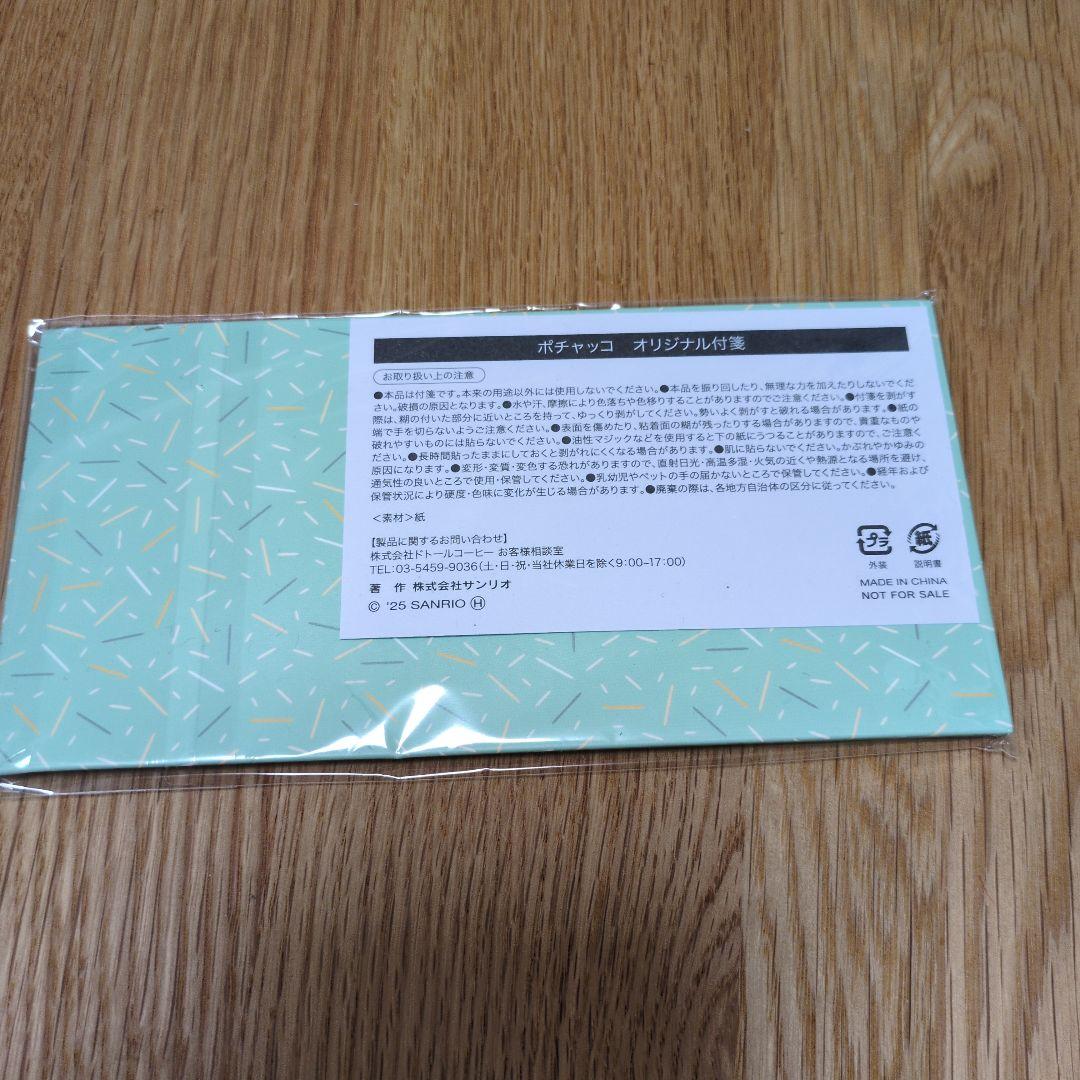 ポチャッコ オリジナル付箋
お取り扱い上の注意
●本品は付箋です。本来の用途以外には使用しないでください。●本品を振り回したり、無理な力を加えたりしないでくだ
さい。破損の原因となります。●水や汗、摩擦により色落ちや色移りすることがありますのでご注意ください。●付箋を剥がす
際は、糊の付いた部分に近いところを持って、ゆっくり剥がしてください。勢いよく剥がすと破れる場合があります。●紙の
端で手を切らないようご注意ください。●表面を傷めたり、粘着面の糊が残ったりする場合がありますので、貴重なものや
破れやすいものには貼らないでください。●油性マジックなどを使用すると下の紙にうつることがありますので、ご注意く
ださい。●長時間貼ったままにしておくと剥がれにくくなる場合があります。●肌に貼らないでください。かぶれやかゆみの
原因になります。●変形・変質・変色する恐れがありますので、直射日光・高温多湿・火気の近くや熱源となる場所を避け、
通気性の良いところで使用・保管してください。●乳幼児やペットの手の届かないところで保管してください。●経年および
保管状況により硬度・色味に変化が生じる場合があります。●廃棄の際は、各地方自治体の区分に従ってください。
＜素材＞紙
【製品に関するお問い合わせ】
株式会社ドトールコーヒー お客様相談室
TEL:03-5459-9036(土・日・祝・当社休業日を除く9:00–17:00)
著 作 株式会社サンリオ
© '25 SANRIO Ⓗ
プラ 紙
外装 説明書
MADE IN CHINA
NOT FOR SALE